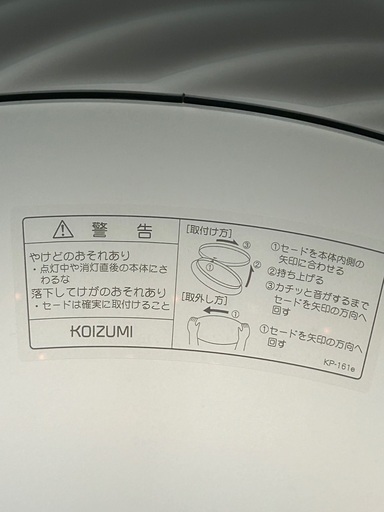 ⚠ 警告
やけどのおそれあり
・点灯中や消灯直後の本体にさ
わるな
落下してけがのおそれあり
・セードは確実に取付けること
KOIZUMI
[取付け方]
③
①
②
①セードを本体内側の
矢印に合わせる
②持ち上げる
③カチッと音がするまで
セードを矢印の方向へ
回す
[取外し方]
①
①セードを矢印の方向へ
回す
KP-161e